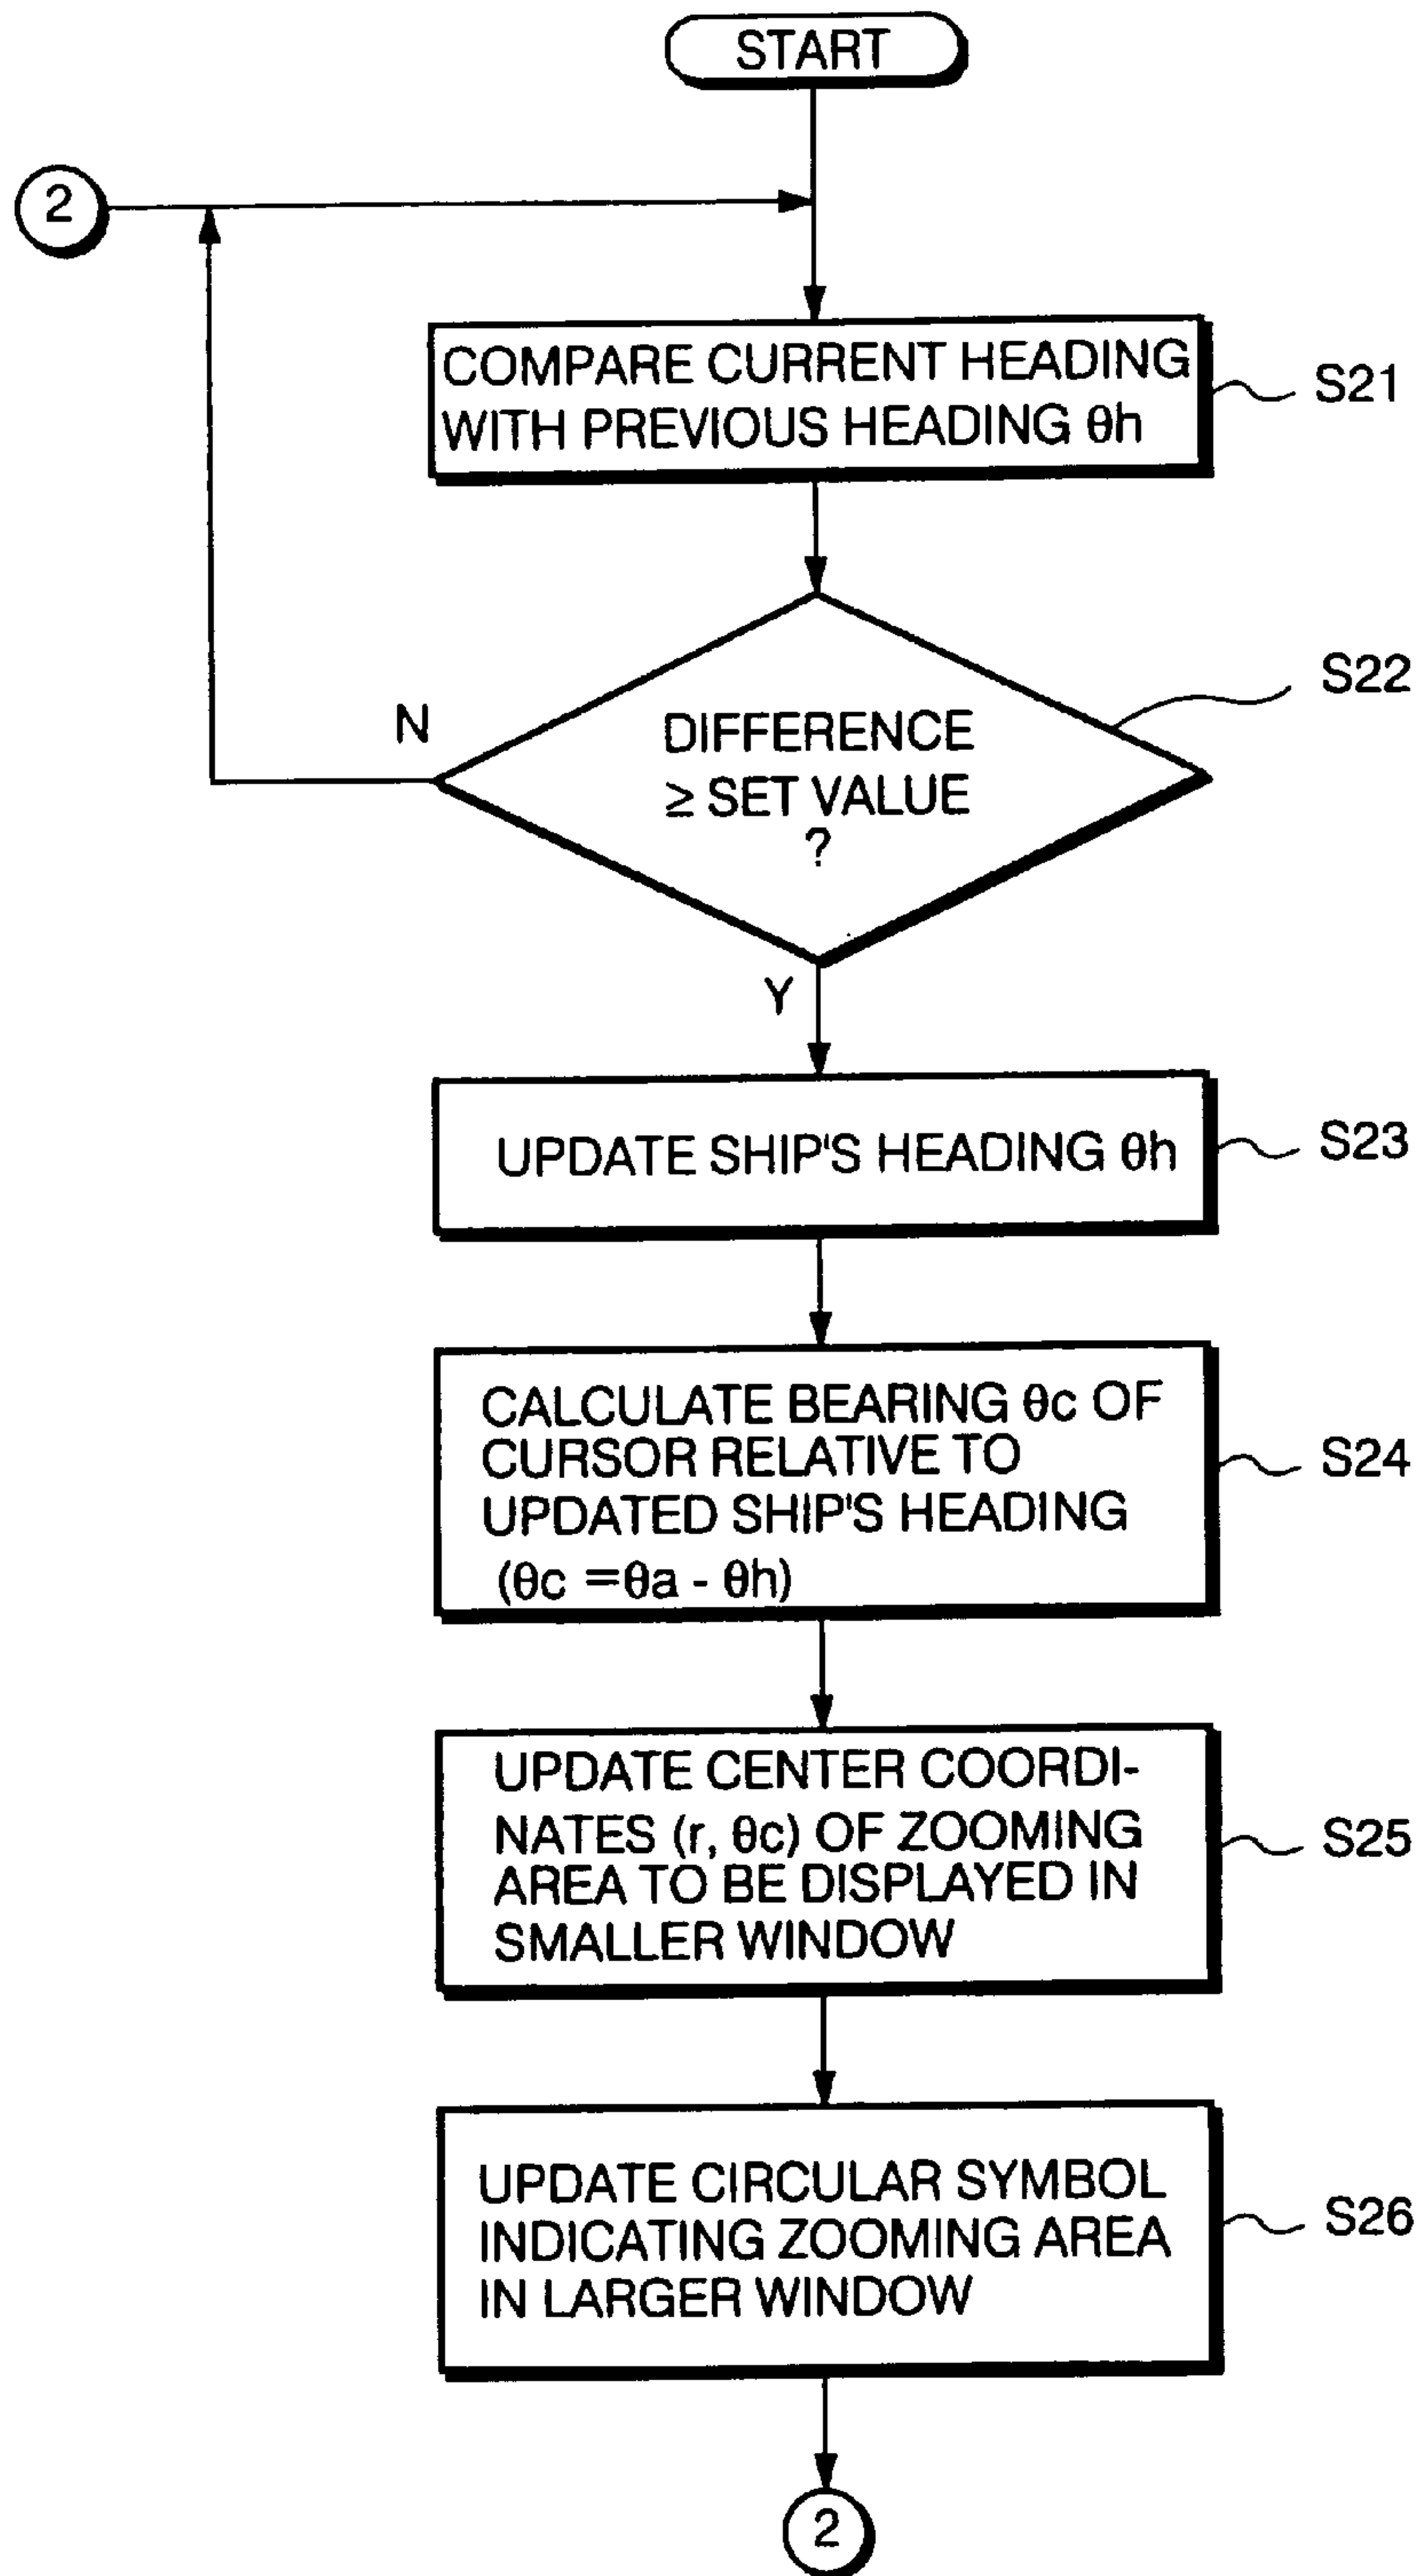 START
2
COMPARE CURRENT HEADING
WITH PREVIOUS HEADING θh
S21
S22
N
DIFFERENCE
≥ SET VALUE
?
Y
UPDATE SHIP'S HEADING θh
S23
CALCULATE BEARING θc OF
CURSOR RELATIVE TO
UPDATED SHIP'S HEADING
(θc =θa - θh)
S24
UPDATE CENTER COORDI-
NATES (r, θc) OF ZOOMING
AREA TO BE DISPLAYED IN
SMALLER WINDOW
S25
UPDATE CIRCULAR SYMBOL
INDICATING ZOOMING AREA
IN LARGER WINDOW
S26
2